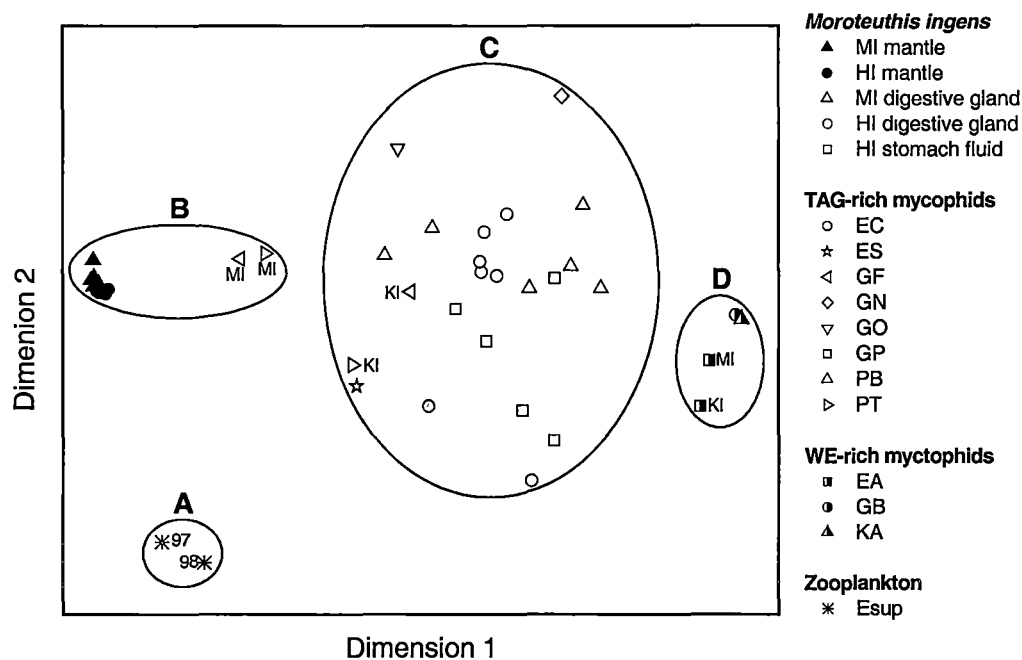 C
B
MI
MI
KI
KI
D
MI
KI
A
97
98
Dimenion 2
Dimension 1
Moroteuthis ingens
MI mantle
HI mantle
MI digestive gland
HI digestive gland
HI stomach fluid
TAG-rich mycophids
EC
ES
GF
GN
GO
GP
PB
PT
WE-rich myctophids
EA
GB
KA
Zooplankton
Esup